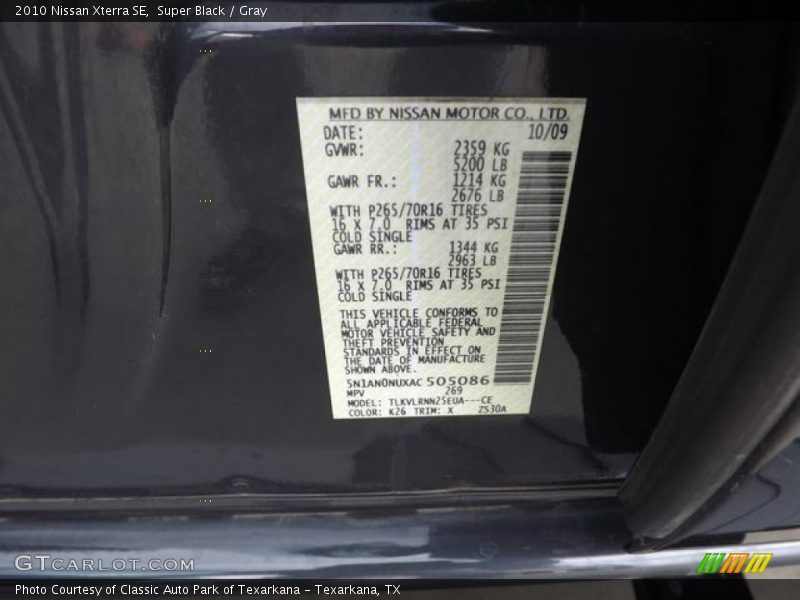 2010 Nissan Xterra SE,  Super Black / Gray
MFD BY NISSAN MOTOR CO., LTD.
DATE: 10/09
GVWR: 2359 KG
5200 LB
GAWR FR.: 1214 KG
2676 LB
WITH P265/70R16 TIRES
16 X 7.0 RIMS AT 35 PSI
COLD SINGLE
GAWR RR.: 1344 KG
2963 LB
WITH P265/70R16 TIRES
16 X 7.0 RIMS AT 35 PSI
COLD SINGLE
THIS VEHICLE CONFORMS TO
ALL APPLICABLE FEDERAL
MOTOR VEHICLE SAFETY AND
THEFT PREVENTION
STANDARDS IN EFFECT ON
THE DATE OF MANUFACTURE
SHOWN ABOVE.
5N1AN0NUXAC505086
MPV 269
MODEL: TLKVLRNN25EUA---CE
COLOR: K26 TRIM: X ZS30A
GTCARLOT.COM
Photo Courtesy of Classic Auto Park of Texarkana – Texarkana, TX